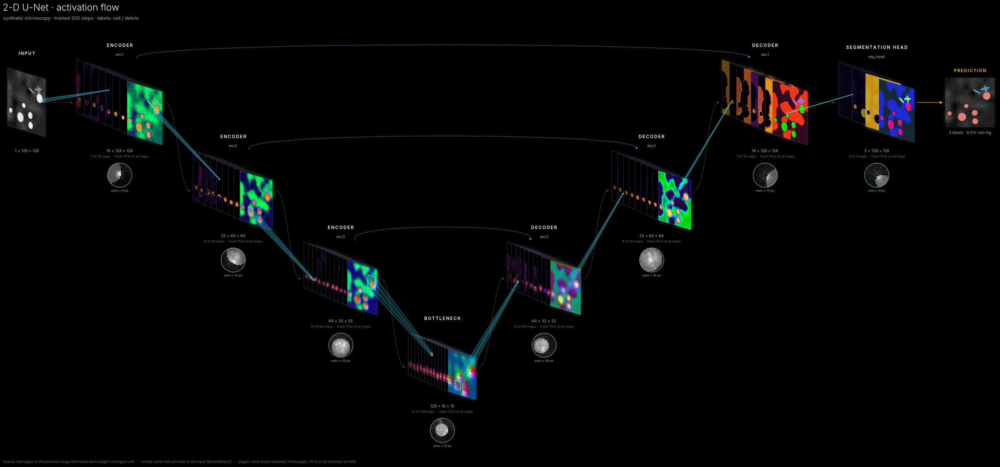 2-D U-Net · activation flow
synthetic microscopy · trained 200 steps · labels: cell / debris
INPUT
1 × 128 × 128
ENCODER
enc1
16 × 128 × 128
7 of 16 maps · front: PCA of all maps
sees ≈ 6 px
ENCODER
enc2
32 × 64 × 64
8 of 32 maps · front: PCA of all maps
sees ≈ 12 px
ENCODER
enc3
64 × 32 × 32
10 of 64 maps · front: PCA of all maps
sees ≈ 23 px
BOTTLENECK
128 × 16 × 16
12 of 128 maps · front: PCA of all maps
sees ≈ 31 px
DECODER
dec3
64 × 32 × 32
10 of 64 maps · front: PCA of all maps
sees ≈ 28 px
DECODER
dec2
32 × 64 × 64
8 of 32 maps · front: PCA of all maps
sees ≈ 18 px
DECODER
dec1
16 × 128 × 128
7 of 16 maps · front: PCA of all maps
sees ≈ 10 px
SEGMENTATION HEAD
seg_head
3 × 128 × 128
3 of 3 maps · front: PCA of all maps
sees ≈ 8 px
PREDICTION
3 labels · 9.0% non-bg
beams: the region of the previous stage that feeds each stage's strongest unit · circles: what that unit sees in the input (|∂unit/∂input|) · pages: most active channels; front page = PCA of all channels as RGB